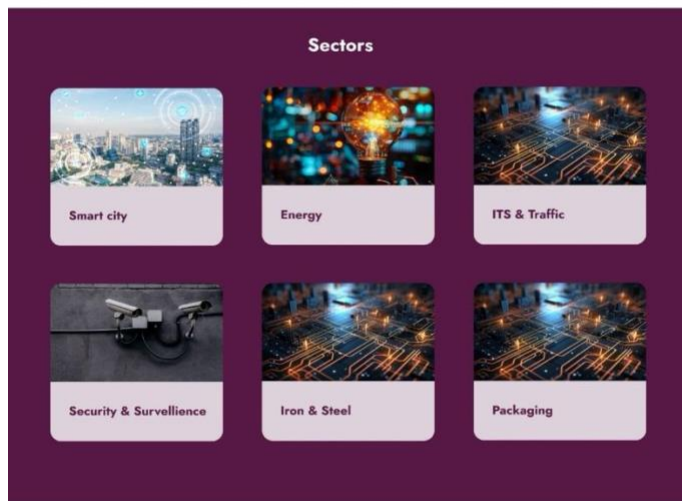 Sectors
Smart city
Energy
ITS & Traffic
Security & Survellience
Iron & Steel
Packaging